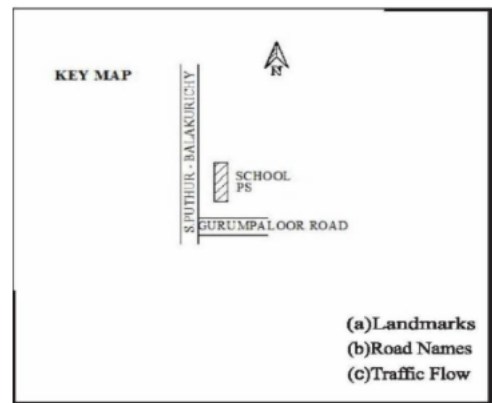 N
KEY MAP
S.PUTHUR - BALAKURICHY
SCHOOL
PS
GURUMPALOOR ROAD
(a)Landmarks
(b)Road Names
(c)Traffic Flow